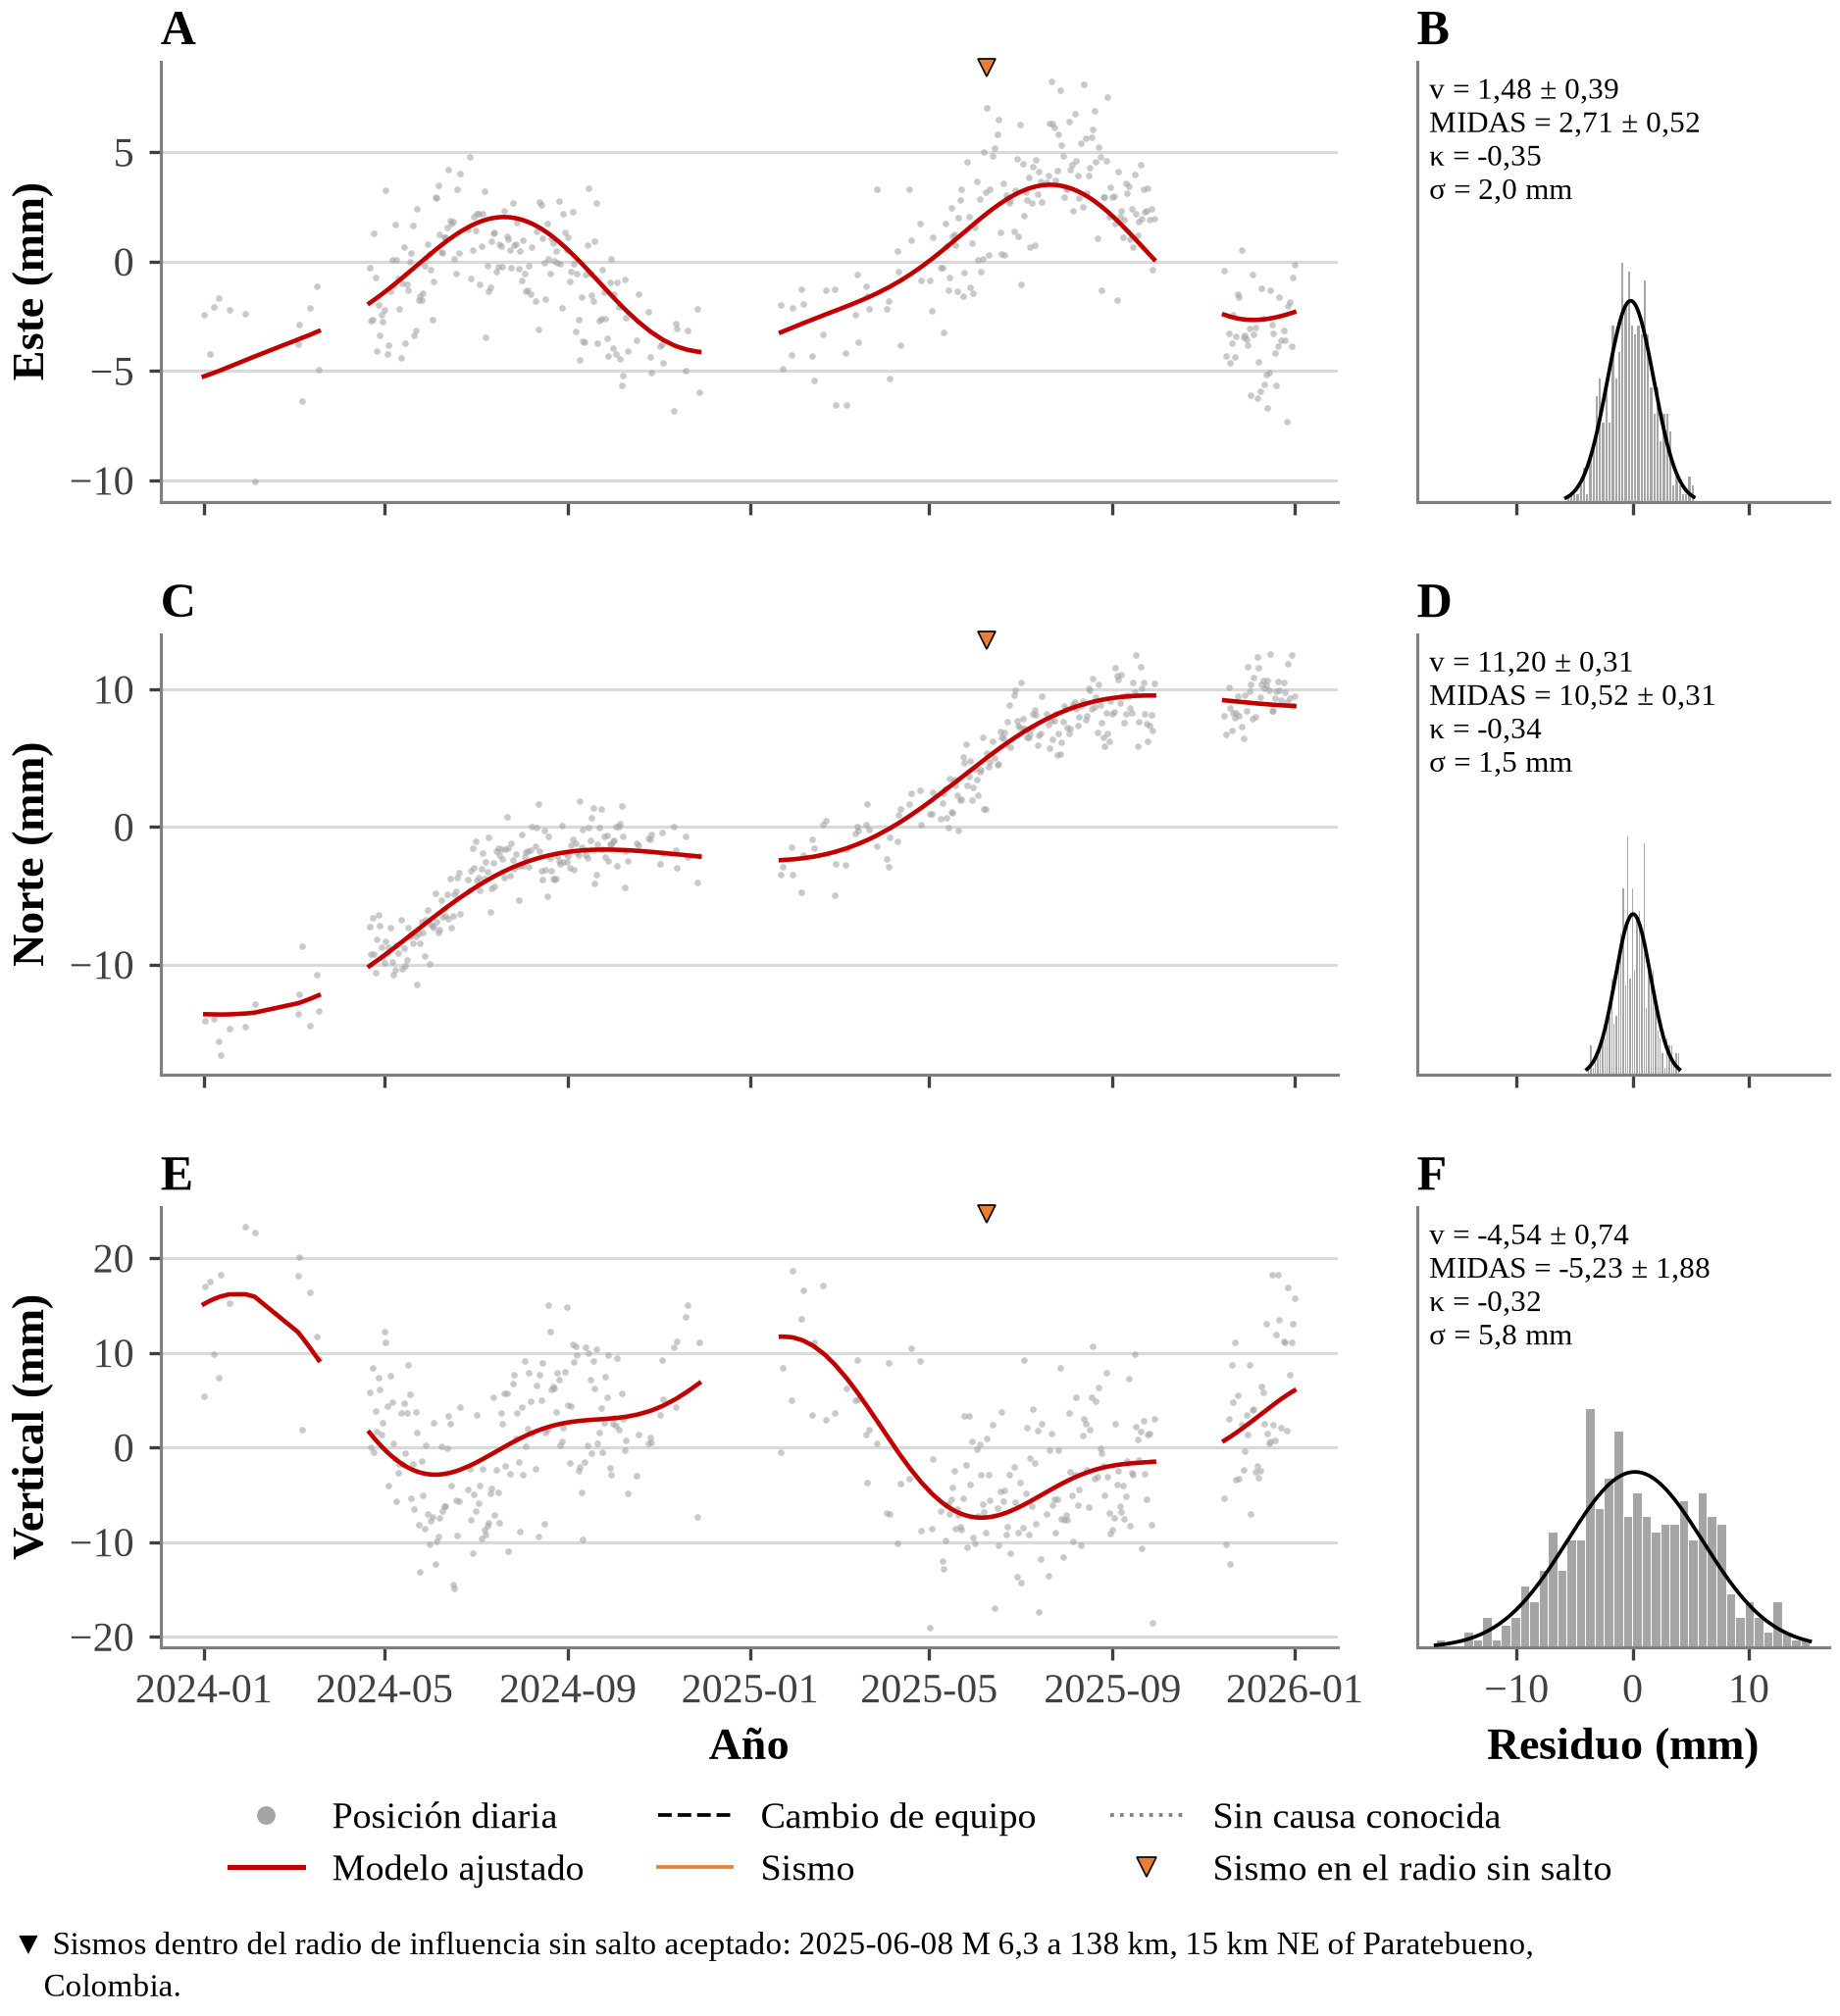 A
B
Este (mm)
5
0
−5
−10
v = 1,48 ± 0,39
MIDAS = 2,71 ± 0,52
κ = -0,35
σ = 2,0 mm
C
D
Norte (mm)
10
0
−10
v = 11,20 ± 0,31
MIDAS = 10,52 ± 0,31
κ = -0,34
σ = 1,5 mm
E
F
Vertical (mm)
20
10
0
−10
−20
v = -4,54 ± 0,74
MIDAS = -5,23 ± 1,88
κ = -0,32
σ = 5,8 mm
2024-01 2024-05 2024-09 2025-01 2025-05 2025-09 2026-01
−10 0 10
Año
Residuo (mm)
Posición diaria
Cambio de equipo
Sin causa conocida
Modelo ajustado
Sismo
Sismo en el radio sin salto
▼ Sismos dentro del radio de influencia sin salto aceptado: 2025-06-08 M 6,3 a 138 km, 15 km NE of Paratebueno,
Colombia.